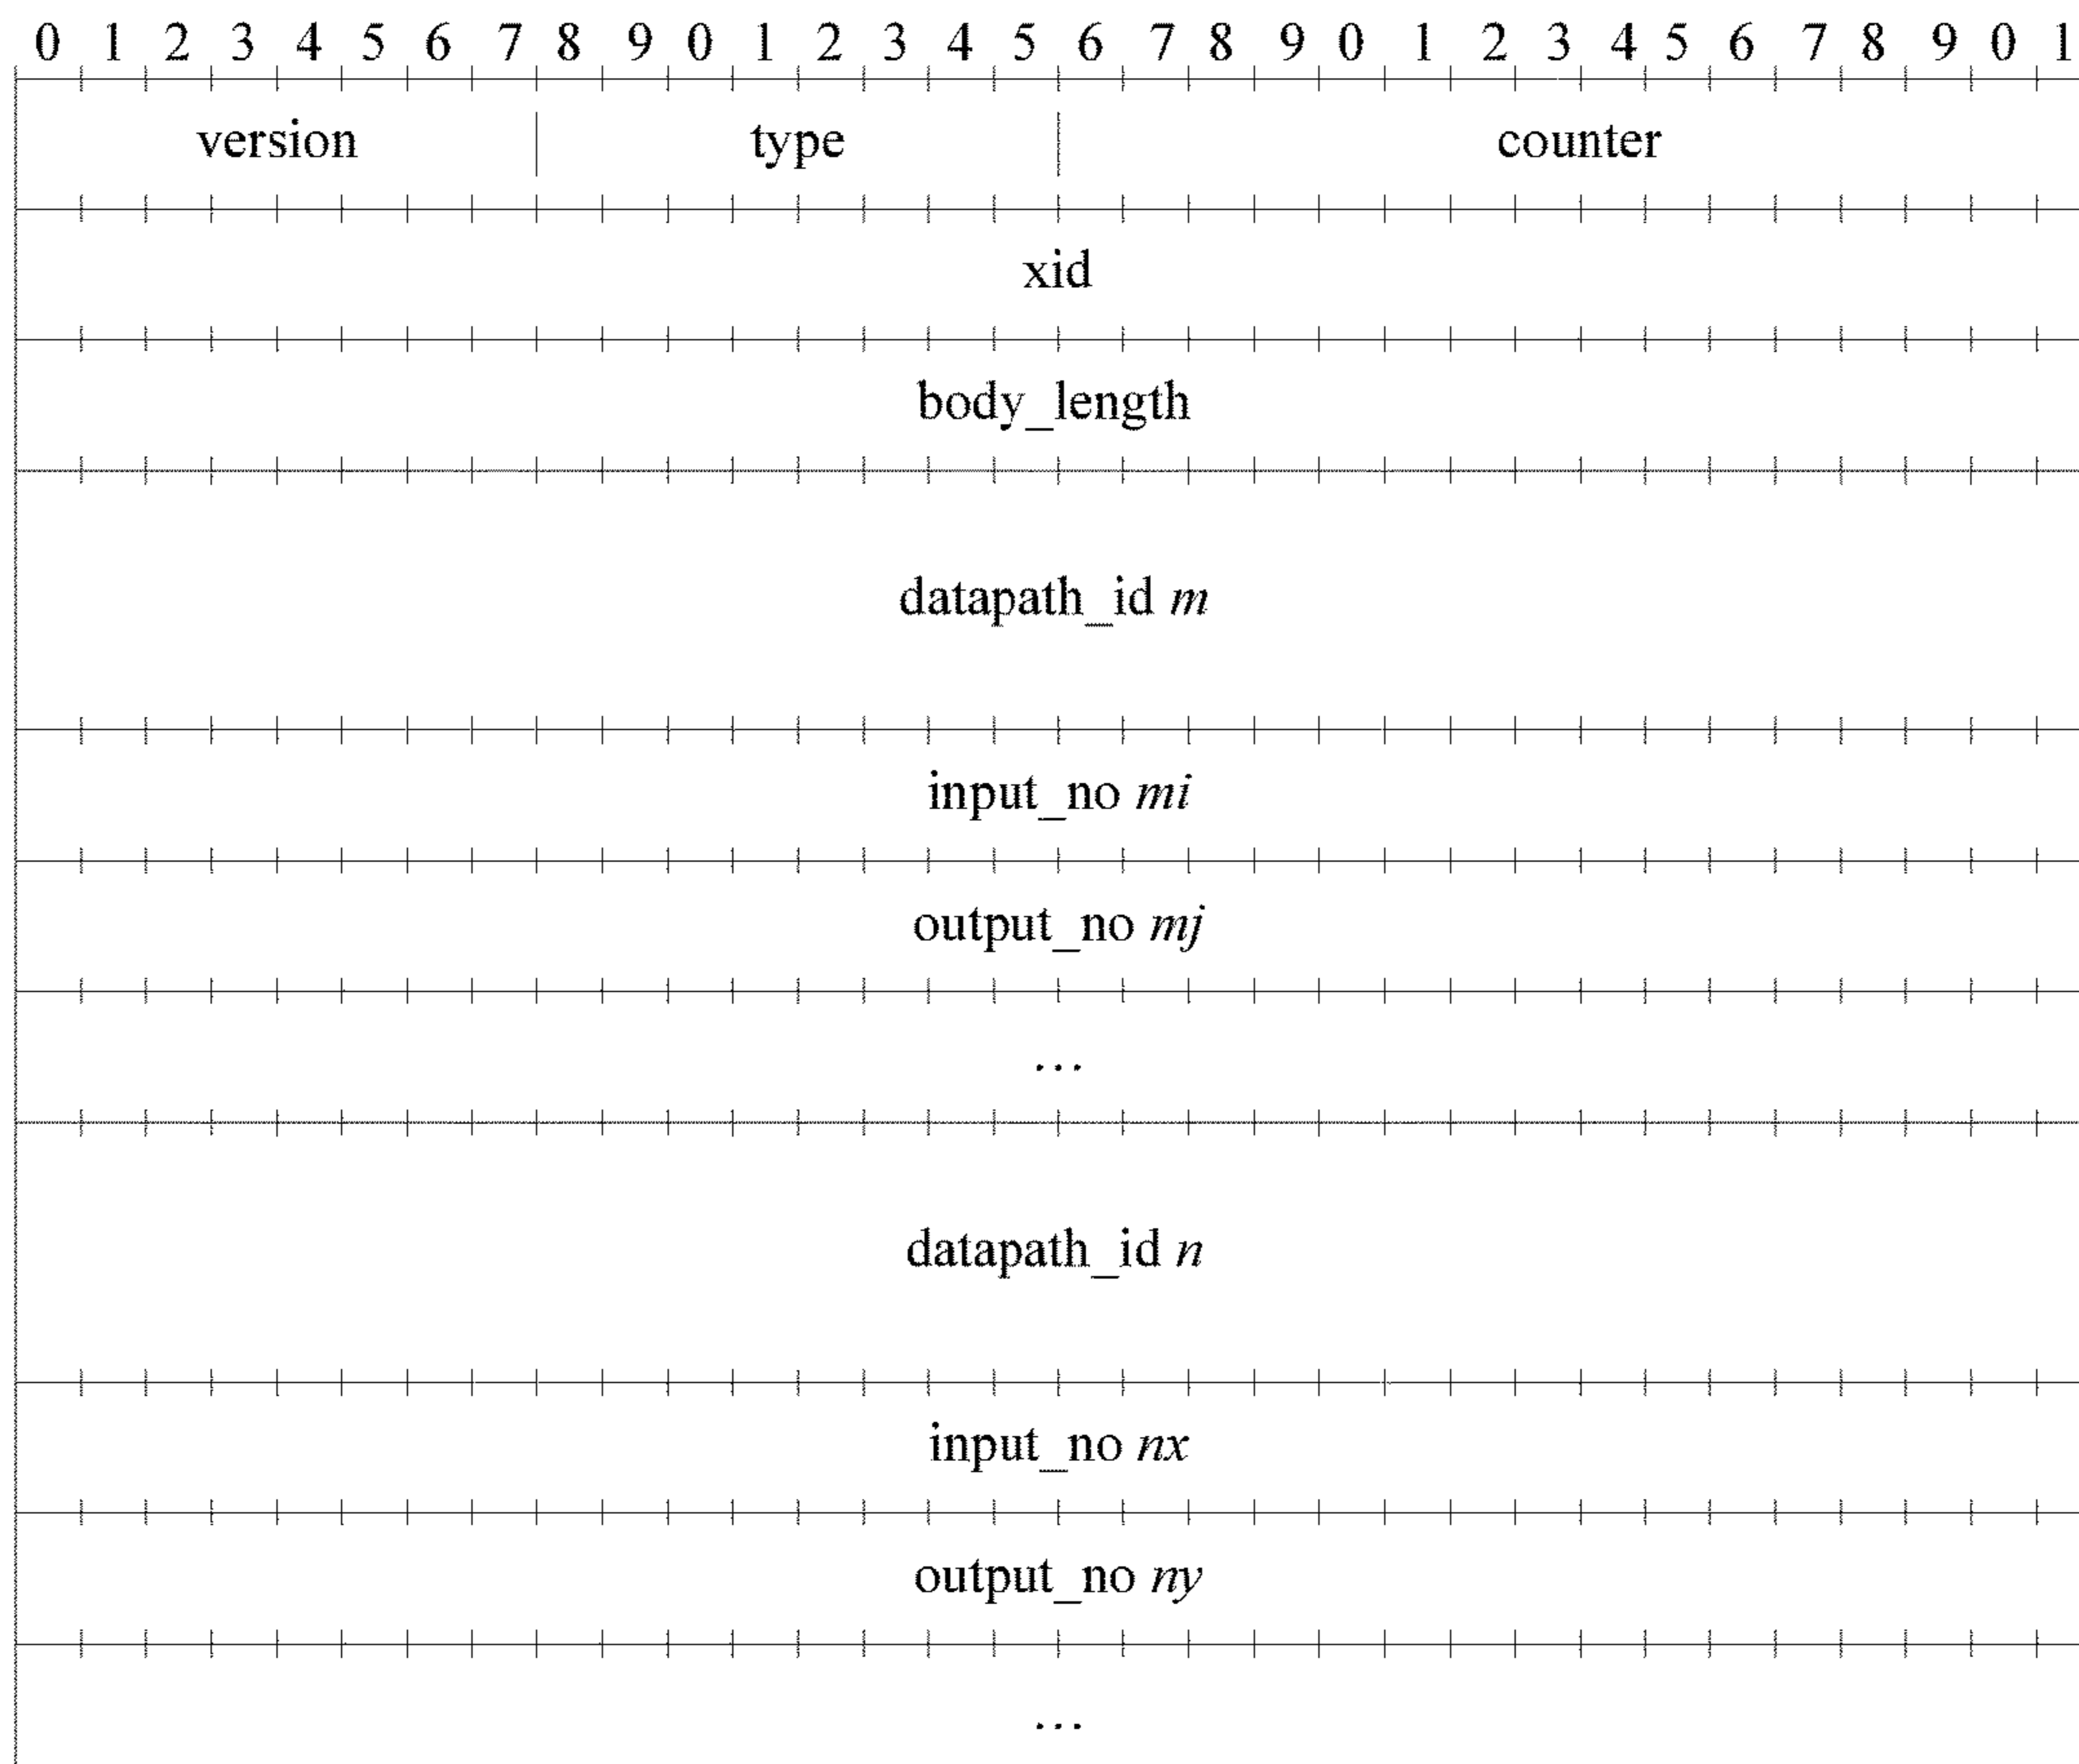 0 1 2 3 4 5 6 7 8 9 0 1 2 3 4 5 6 7 8 9 0 1 2 3 4 5 6 7 8 9 0 1
version type counter
xid
body_length
datapath_id m
input_no mi
output_no mj
...
datapath_id n
input_no nx
output_no ny
...